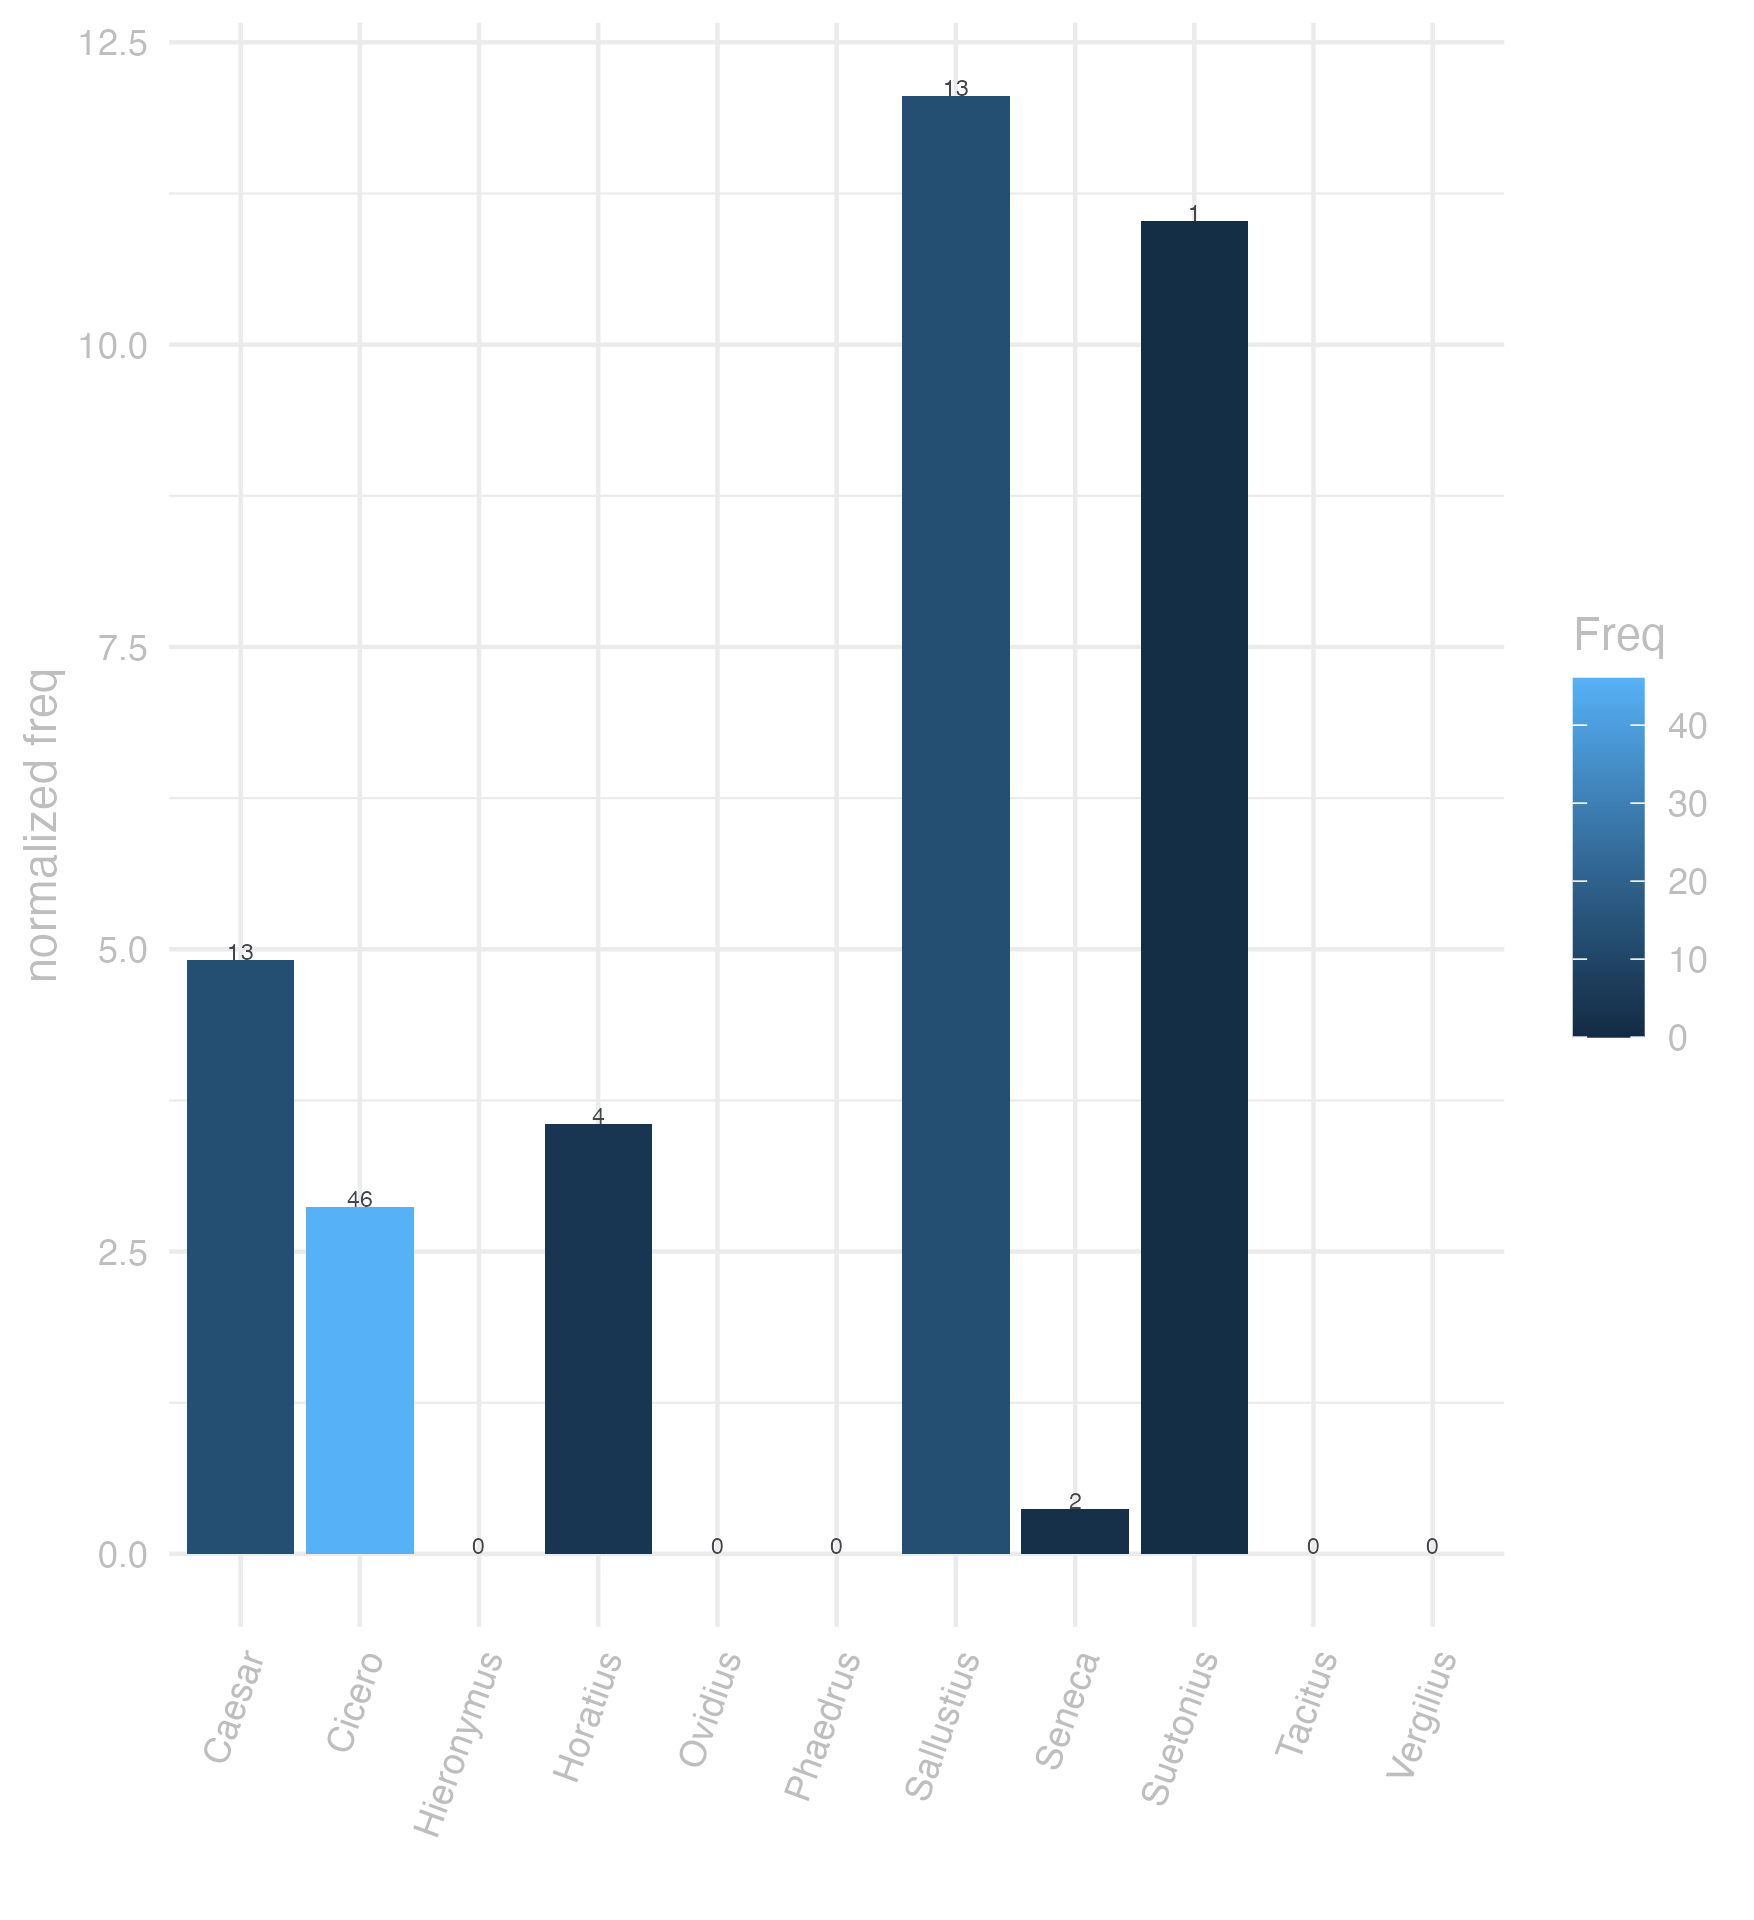 12.5
10.0
7.5
5.0
2.5
0.0
normalized freq
13
46
0
4
0
0
13
2
1
0
0
Caesar
Cicero
Hieronymus
Horatius
Ovidius
Phaedrus
Sallustius
Seneca
Suetonius
Tacitus
Vergilius
Freq
40
30
20
10
0